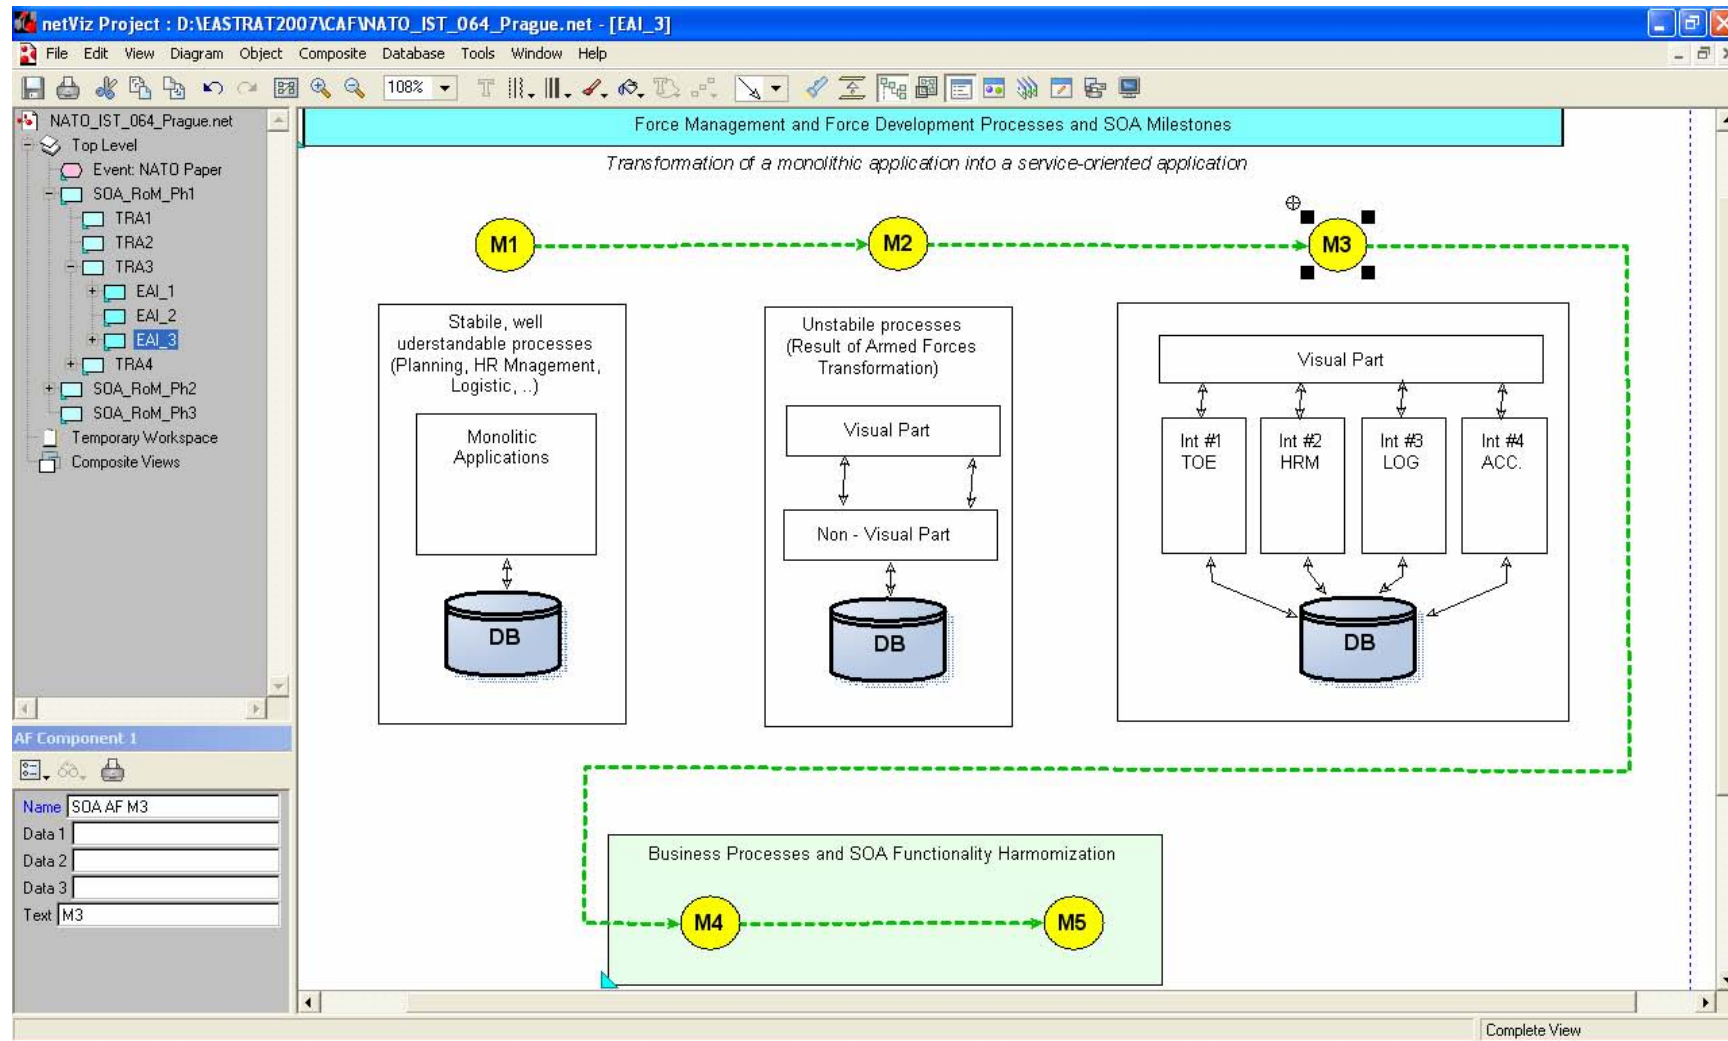 netViz Project : D:\EASTRAT2007\CAF\NATO_IST_064_Prague.net - [EAI_3]
File Edit View Diagram Object Composite Database Tools Window Help
108%
NATO_IST_064_Prague.net
Top Level
Event: NATO Paper
SOA_RoM_Ph1
TRA1
TRA2
TRA3
EAI_1
EAI_2
EAI_3
TRA4
SOA_RoM_Ph2
SOA_RoM_Ph3
Temporary Workspace
Composite Views
AF Component 1
Name SOA AF M3
Data 1
Data 2
Data 3
Text M3
Force Management and Force Development Processes and SOA Milestones
Transformation of a monolithic application into a service-oriented application
M1
M2
M3
Stabile, well
uderstandable processes
(Planning, HR Mnagement,
Logistic, ..)
Monolitic
Applications
DB
Unstabile processes
(Result of Armed Forces
Transformation)
Visual Part
Non - Visual Part
DB
Visual Part
Int #1
TOE
Int #2
HRM
Int #3
LOG
Int #4
ACC.
DB
Business Processes and SOA Functionality Harmomization
M4
M5
Complete View